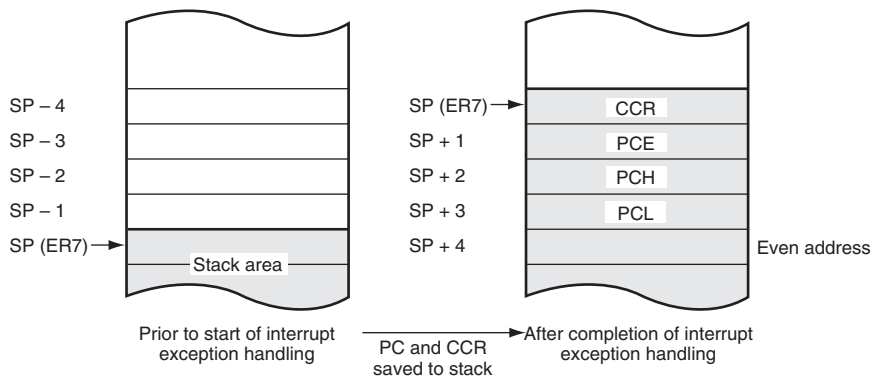 SP – 4
SP – 3
SP – 2
SP – 1
SP (ER7)
Stack area
SP (ER7)
SP + 1
SP + 2
SP + 3
SP + 4
CCR
PCE
PCH
PCL
Even address
Prior to start of interrupt
exception handling
PC and CCR
saved to stack
After completion of interrupt
exception handling